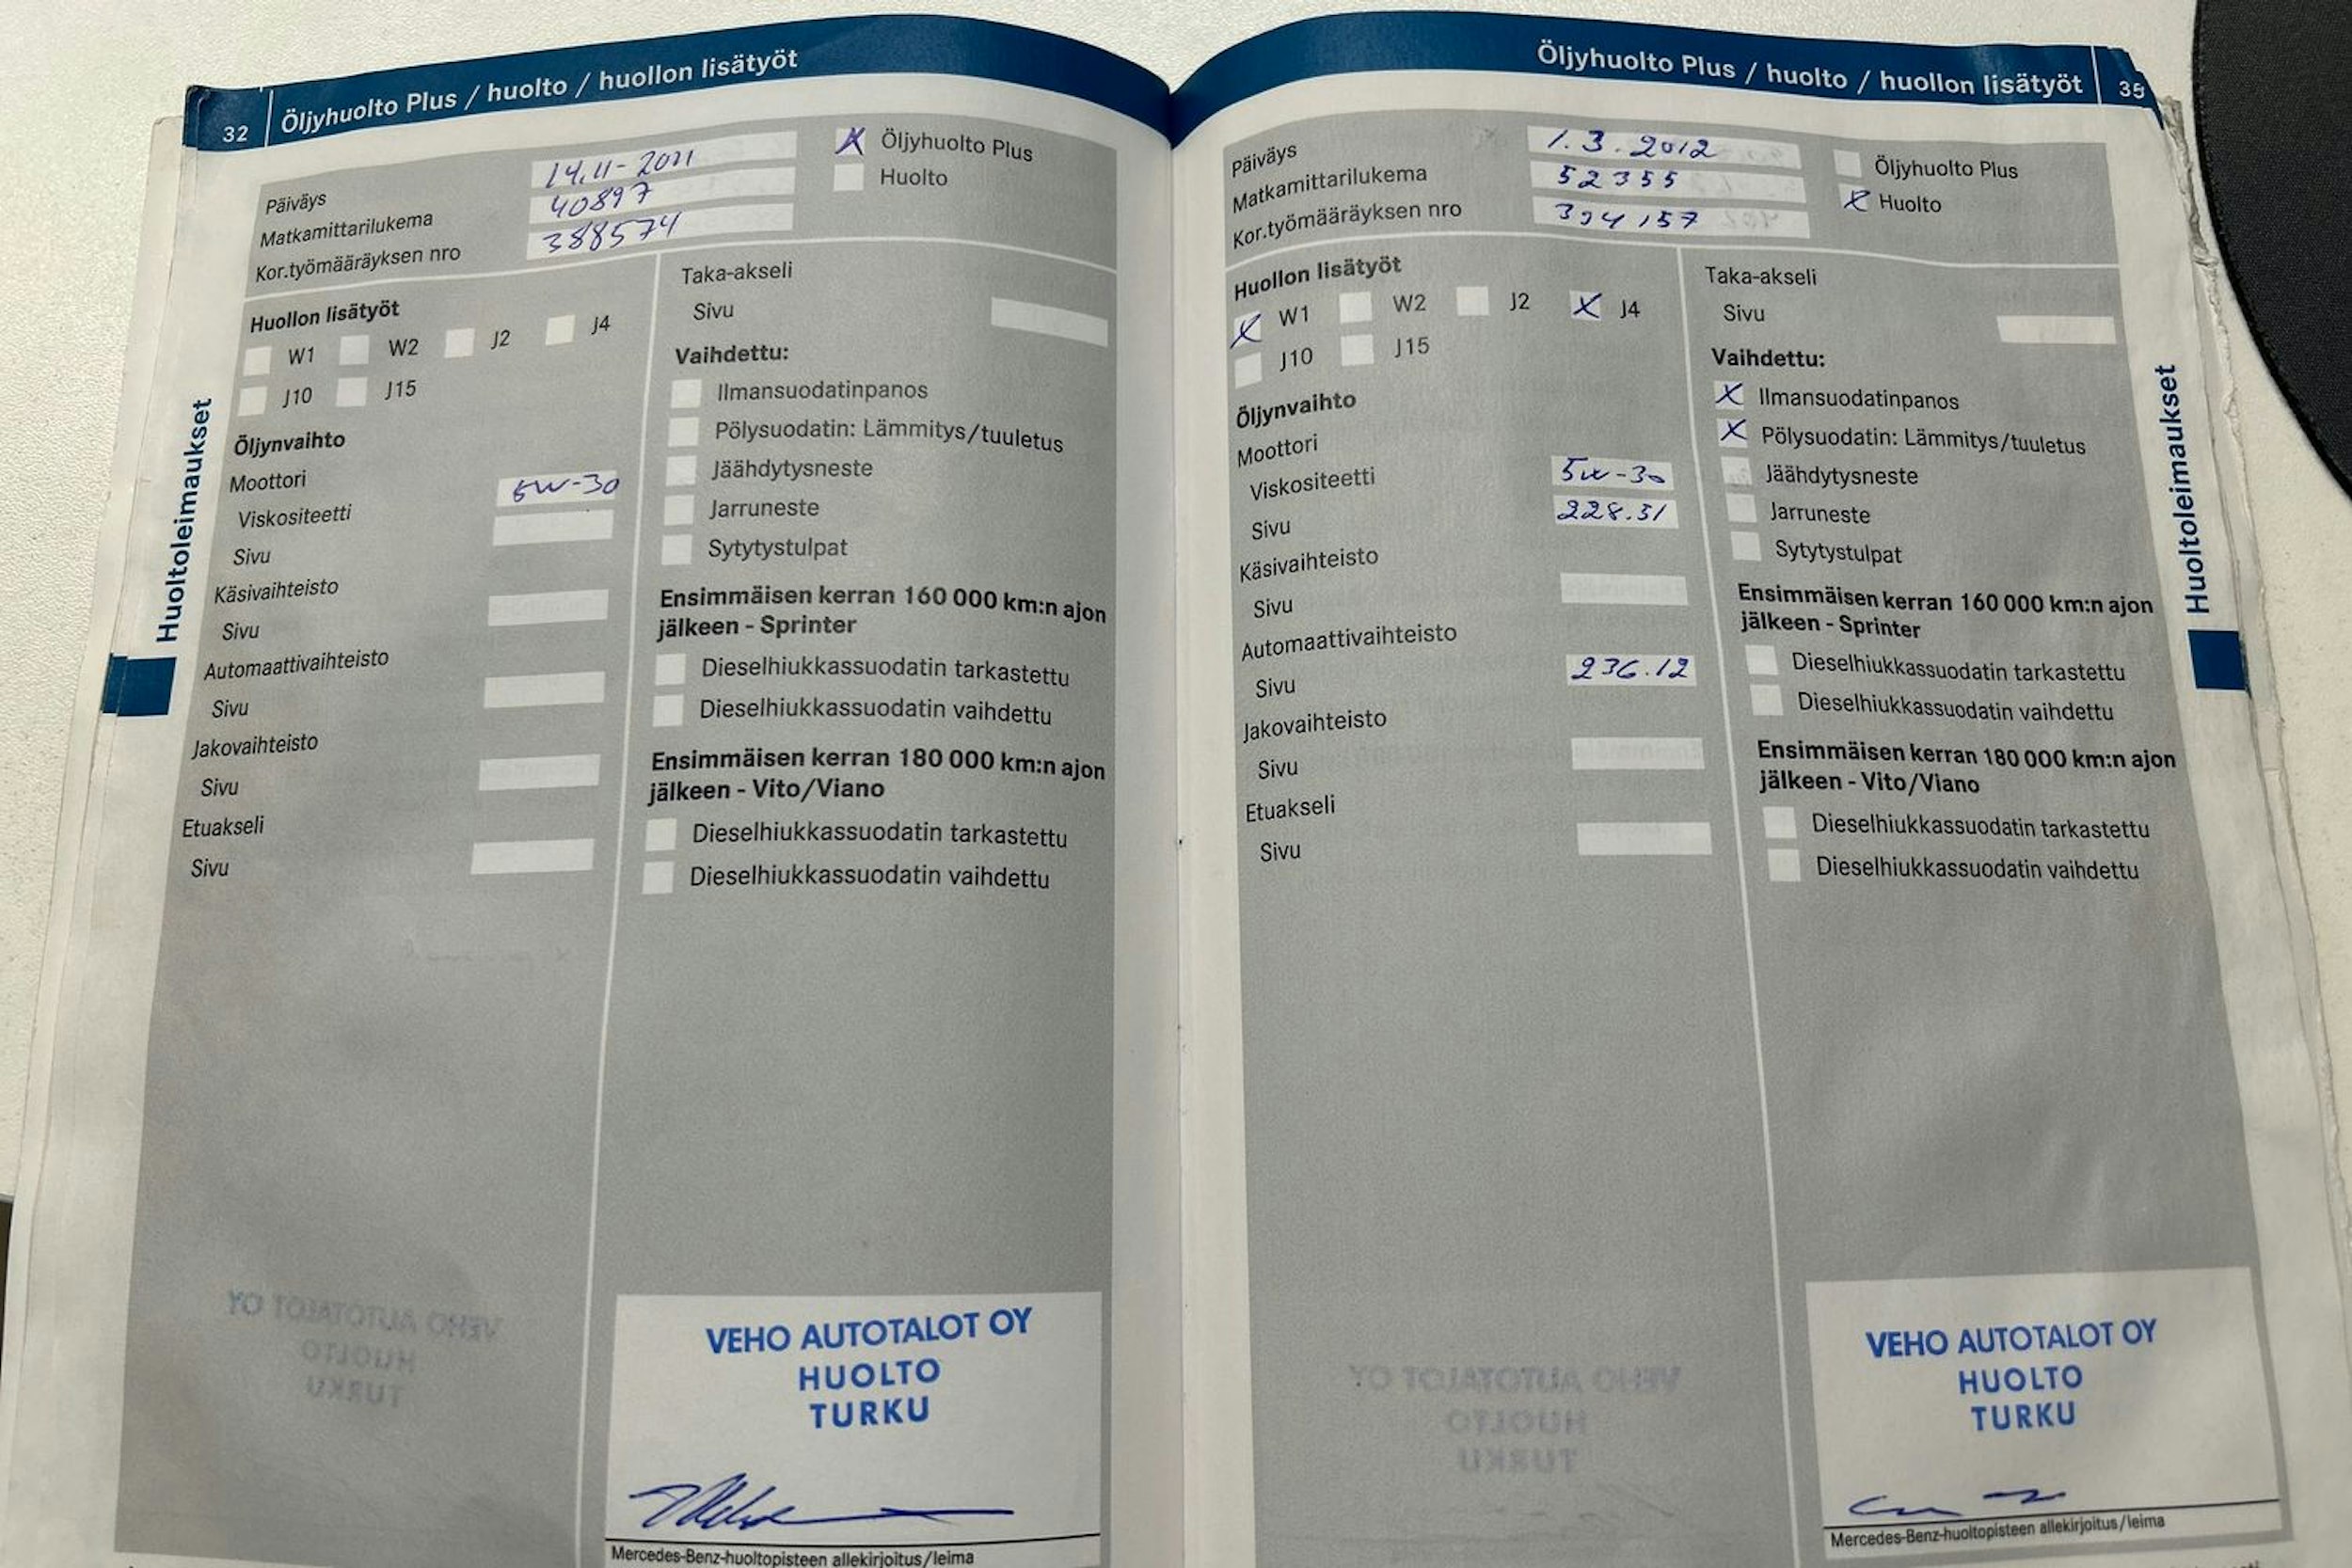 32 Öljyhuolto Plus / huolto / huollon lisätyöt
Päiväys 14.11-2011
Matkamittarilukema 40897
Kor.työmääräyksen nro 388574
X Öljyhuolto Plus
Huolto
Huollon lisätyöt
W1 W2 J2 J4
J10 J15
Öljynvaihto
Moottori
Viskositeetti 5W-30
Sivu
Käsivaihteisto
Sivu
Automaattivaihteisto
Sivu
Jakovaihteisto
Sivu
Etuakseli
Sivu
Taka-akseli
Sivu
Vaihdettu:
Ilmansuodatinpanos
Pölysuodatin: Lämmitys/tuuletus
Jäähdytysneste
Jarruneste
Sytytystulpat
Ensimmäisen kerran 160 000 km:n ajon
jälkeen - Sprinter
Dieselhiukkassuodatin tarkastettu
Dieselhiukkassuodatin vaihdettu
Ensimmäisen kerran 180 000 km:n ajon
jälkeen - Vito/Viano
Dieselhiukkassuodatin tarkastettu
Dieselhiukkassuodatin vaihdettu
VEHO AUTOTALOT OY
HUOLTO
TURKU
Mercedes-Benz-huoltopisteen allekirjoitus/leima
Huoltoleimaukset
Öljyhuolto Plus / huolto / huollon lisätyöt 35
Päiväys 1.3.2012
Matkamittarilukema 52355
Kor.työmääräyksen nro 394157
Öljyhuolto Plus
X Huolto
Huollon lisätyöt
X W1 W2 J2 X J4
J10 J15
Öljynvaihto
Moottori
Viskositeetti 5W-30
Sivu 228.51
Käsivaihteisto
Sivu
Automaattivaihteisto
Sivu 236.12
Jakovaihteisto
Sivu
Etuakseli
Sivu
Taka-akseli
Sivu
Vaihdettu:
X Ilmansuodatinpanos
X Pölysuodatin: Lämmitys/tuuletus
Jäähdytysneste
Jarruneste
Sytytystulpat
Ensimmäisen kerran 160 000 km:n ajon
jälkeen - Sprinter
Dieselhiukkassuodatin tarkastettu
Dieselhiukkassuodatin vaihdettu
Ensimmäisen kerran 180 000 km:n ajon
jälkeen - Vito/Viano
Dieselhiukkassuodatin tarkastettu
Dieselhiukkassuodatin vaihdettu
VEHO AUTOTALOT OY
HUOLTO
TURKU
Mercedes-Benz-huoltopisteen allekirjoitus/leima
Huoltoleimaukset